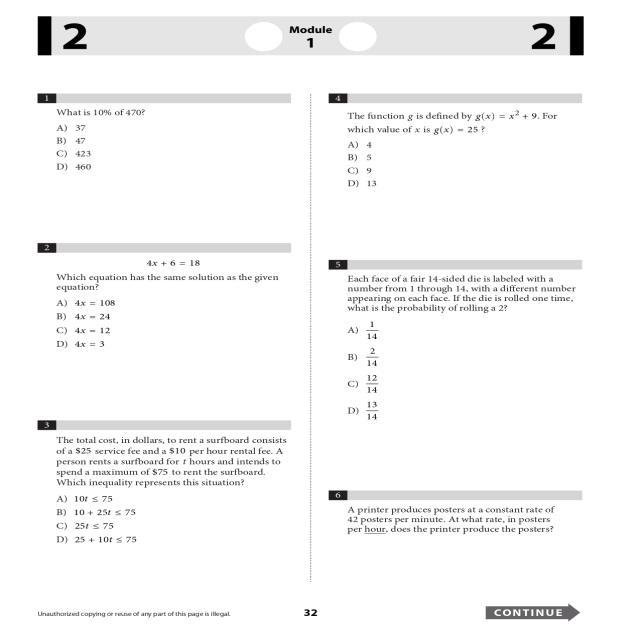 2
Module
1
2
1
What is 10% of 470?
A) 37
B) 47
C) 423
D) 460
2
4x + 6 = 18
Which equation has the same solution as the given
equation?
A) 4x = 108
B) 4x = 24
C) 4x = 12
D) 4x = 3
3
The total cost, in dollars, to rent a surfboard consists
of a $25 service fee and a $10 per hour rental fee. A
person rents a surfboard for t hours and intends to
spend a maximum of $75 to rent the surfboard.
Which inequality represents this situation?
A) 10t ≤ 75
B) 10 + 25t ≤ 75
C) 25t ≤ 75
D) 25 + 10t ≤ 75
4
The function g is defined by g(x) = x² + 9. For
which value of x is g(x) = 25 ?
A) 4
B) 5
C) 9
D) 13
5
Each face of a fair 14-sided die is labeled with a
number from 1 through 14, with a different number
appearing on each face. If the die is rolled one time,
what is the probability of rolling a 2?
A) 1/14
B) 2/14
C) 12/14
D) 13/14
6
A printer produces posters at a constant rate of
42 posters per minute. At what rate, in posters
per hour, does the printer produce the posters?
Unauthorized copying or reuse of any part of this page is illegal.
32
CONTINUE